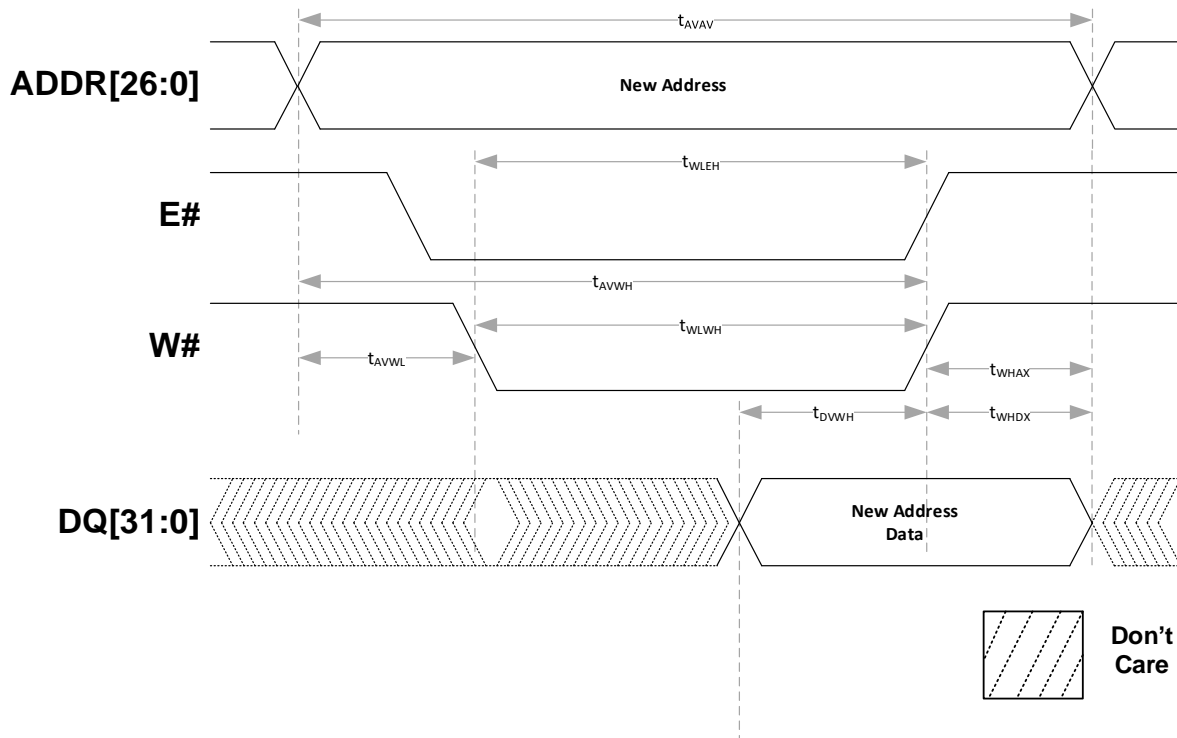 tAVAV
ADDR[26:0]
New Address
tWLEH
E#
tAVWH
W#
tWLWH
tAVWL
tWHAX
tDVWH
tWHDX
DQ[31:0]
New Address
Data
Don't
Care